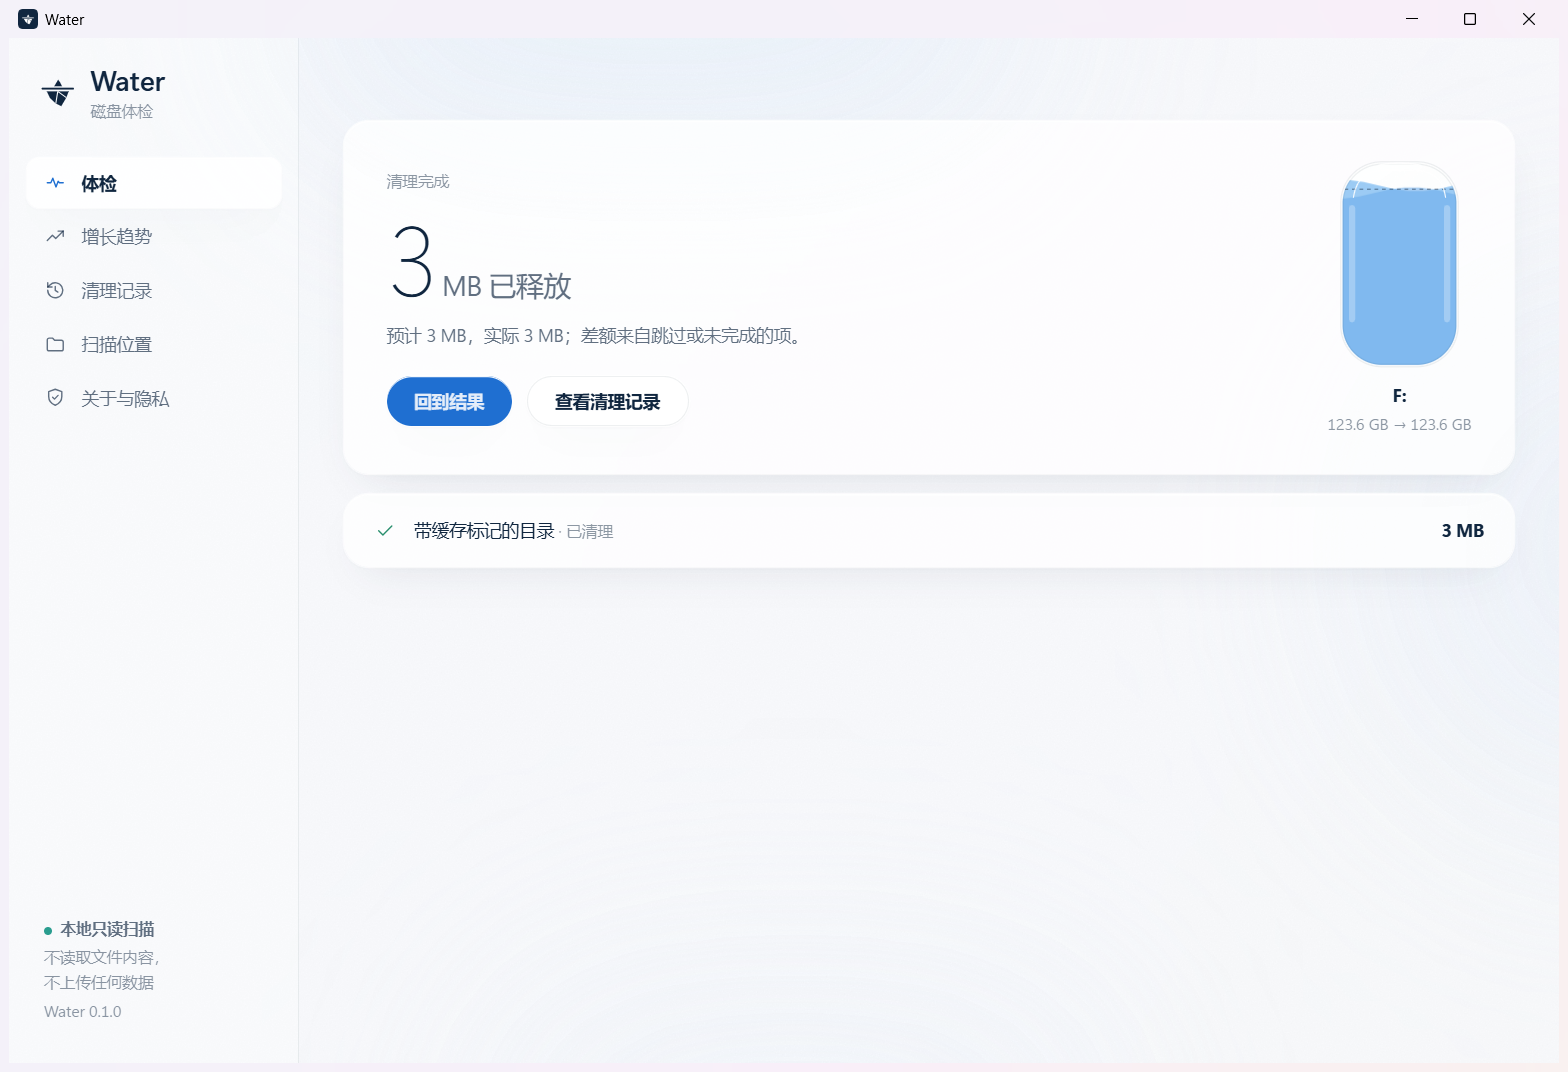 Water
Water
磁盘体检
体检
增长趋势
清理记录
扫描位置
关于与隐私
本地只读扫描
不读取文件内容，
不上传任何数据
Water 0.1.0
清理完成
3 MB 已释放
预计 3 MB，实际 3 MB；差额来自跳过或未完成的项。
回到结果
查看清理记录
F:
123.6 GB → 123.6 GB
带缓存标记的目录 · 已清理
3 MB